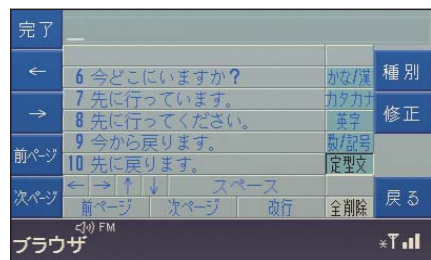 完了
←
→
前ページ
次ページ
6 今どこにいますか?
7 先に行っています。
8 先に行ってください。
9 今から戻ります。
10 先に戻ります。
← → ↑ ↓ スペース
前ページ 次ページ 改行
かな/漢
カタカナ
英字
数/記号
定型文
全削除
種別
修正
戻る
FM
ブラウザ